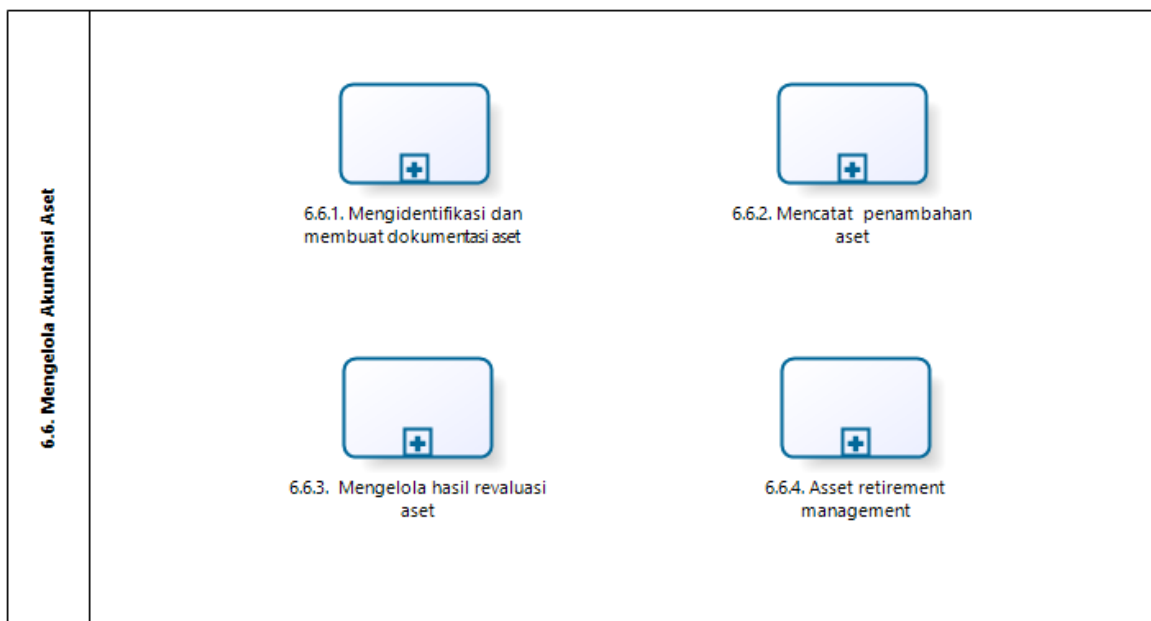 6.6. Mengelola Akuntansi Aset
6.6.1. Mengidentifikasi dan
membuat dokumentasi aset
6.6.2. Mencatat penambahan
aset
6.6.3. Mengelola hasil revaluasi
aset
6.6.4. Asset retirement
management